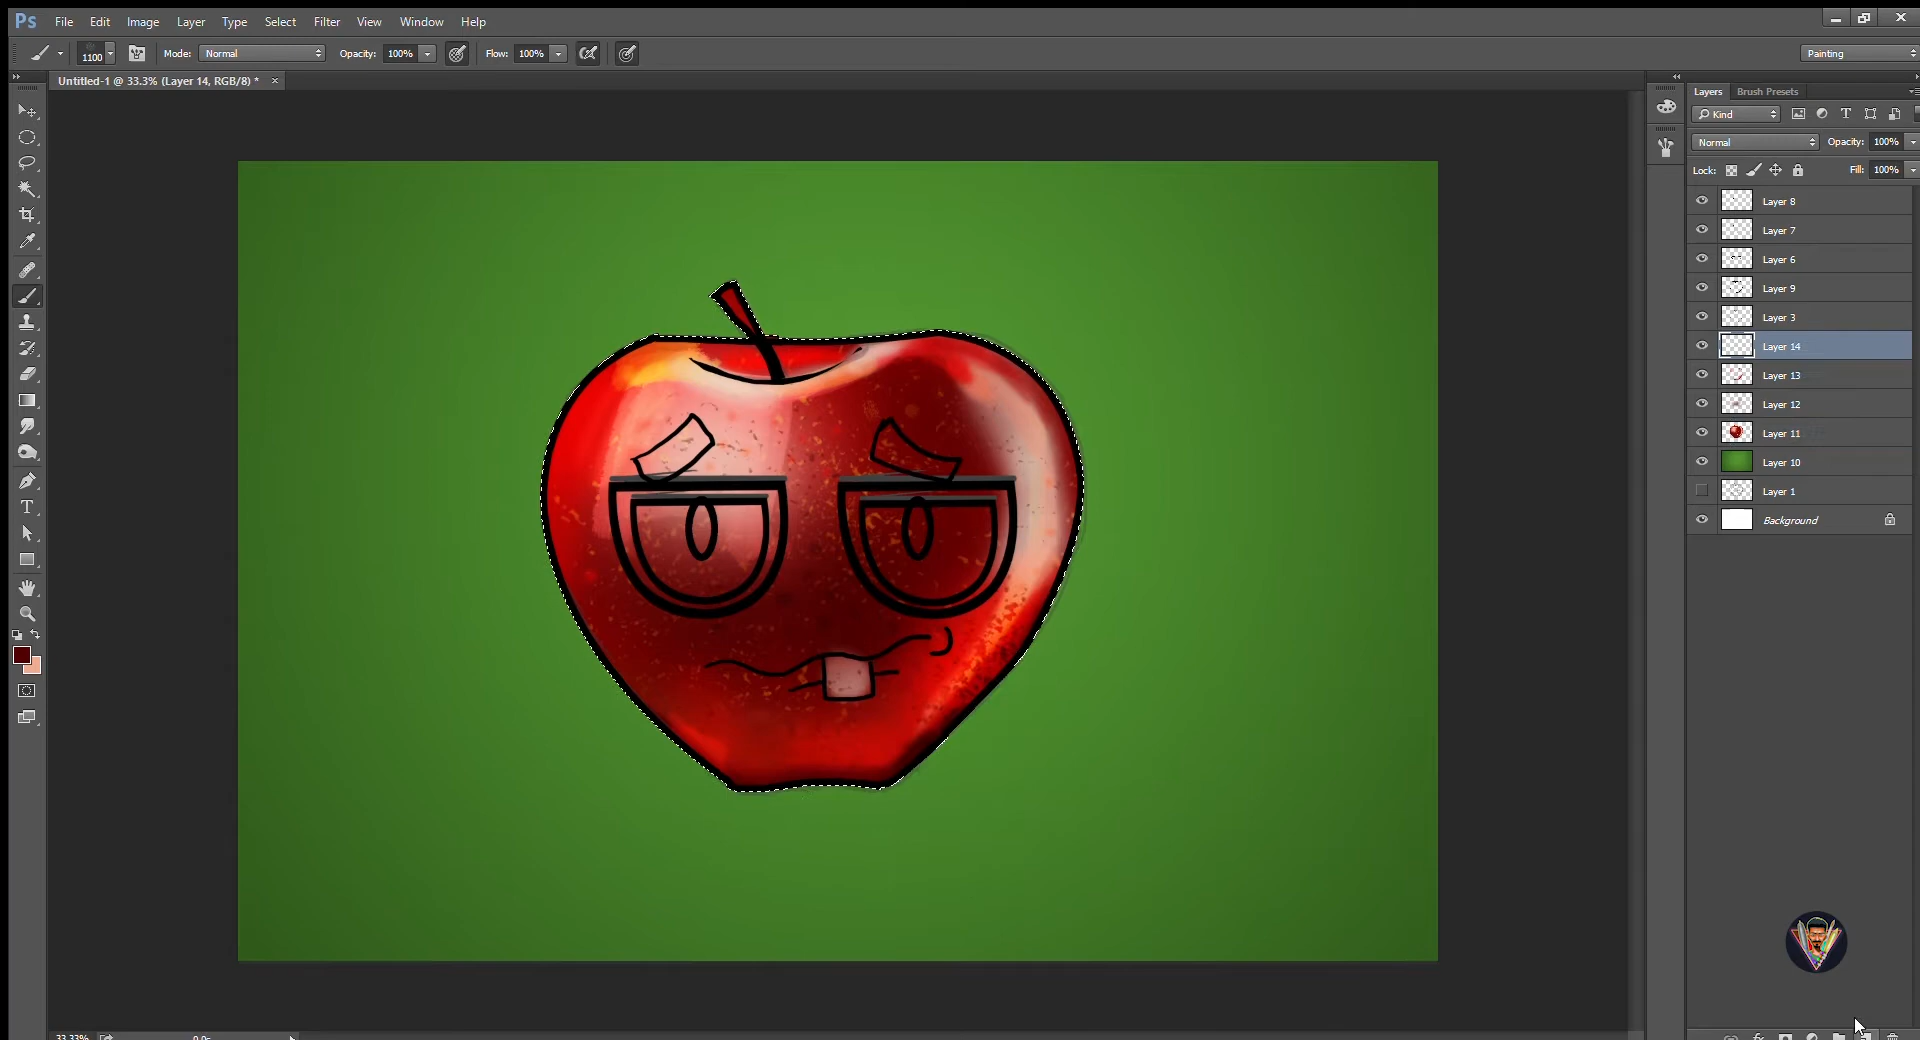 Ps File Edit Image Layer Type Select Filter View Window Help
1100 Mode: Normal Opacity: 100% Flow: 100% Painting
Untitled-1 @ 33.3% (Layer 14, RGB/8) * ×
Layers Brush Presets
Kind
Normal Opacity: 100%
Lock: Fill: 100%
Layer 8
Layer 7
Layer 6
Layer 9
Layer 3
Layer 14
Layer 13
Layer 12
Layer 11
Layer 10
Layer 1
Background
33.33%